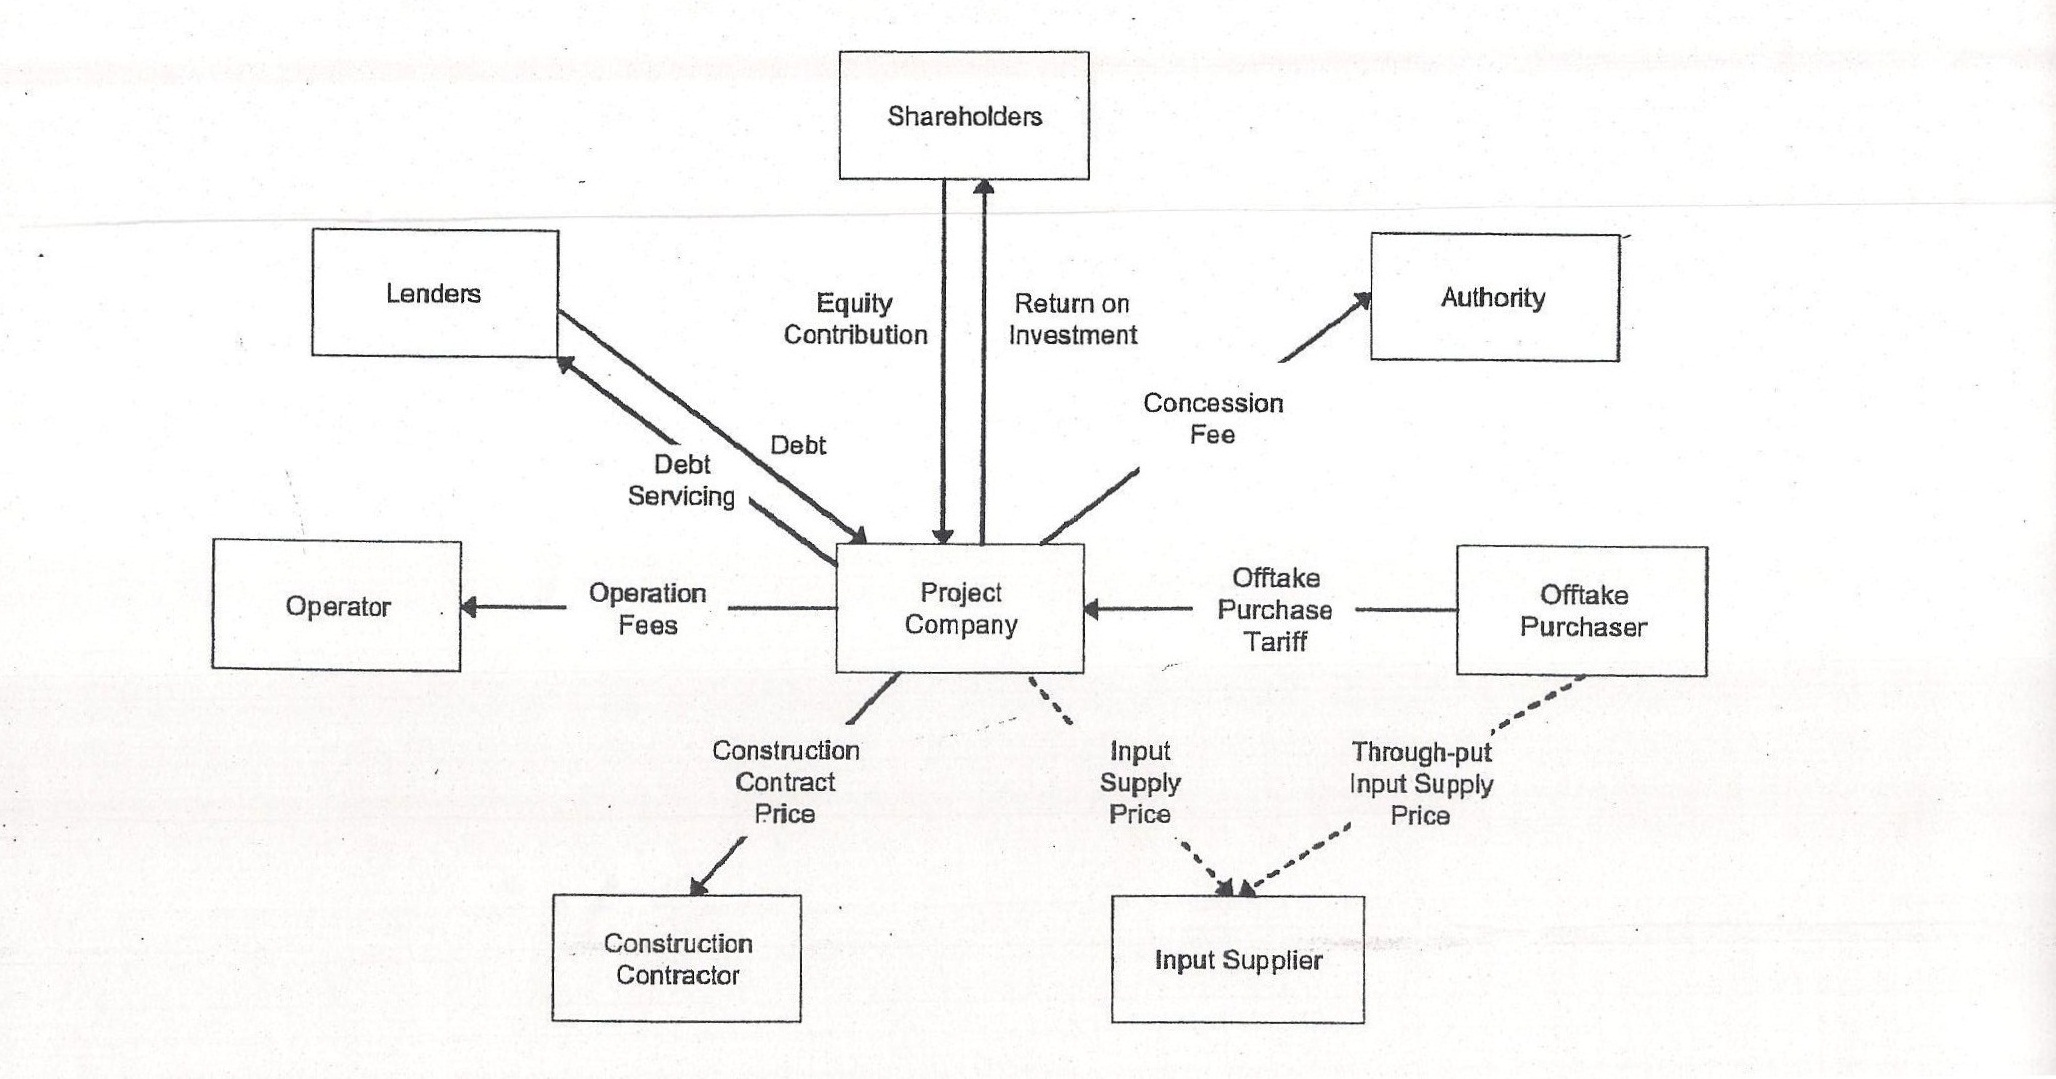 Shareholders
Lenders
Authority
Equity
Contribution
Return on
Investment
Concession
Fee
Debt
Debt
Servicing
Operator
Operation
Fees
Project
Company
Offtake
Purchase
Tariff
Offtake
Purchaser
Construction
Contract
Price
Input
Supply
Price
Through-put
Input Supply
Price
Construction
Contractor
Input Supplier